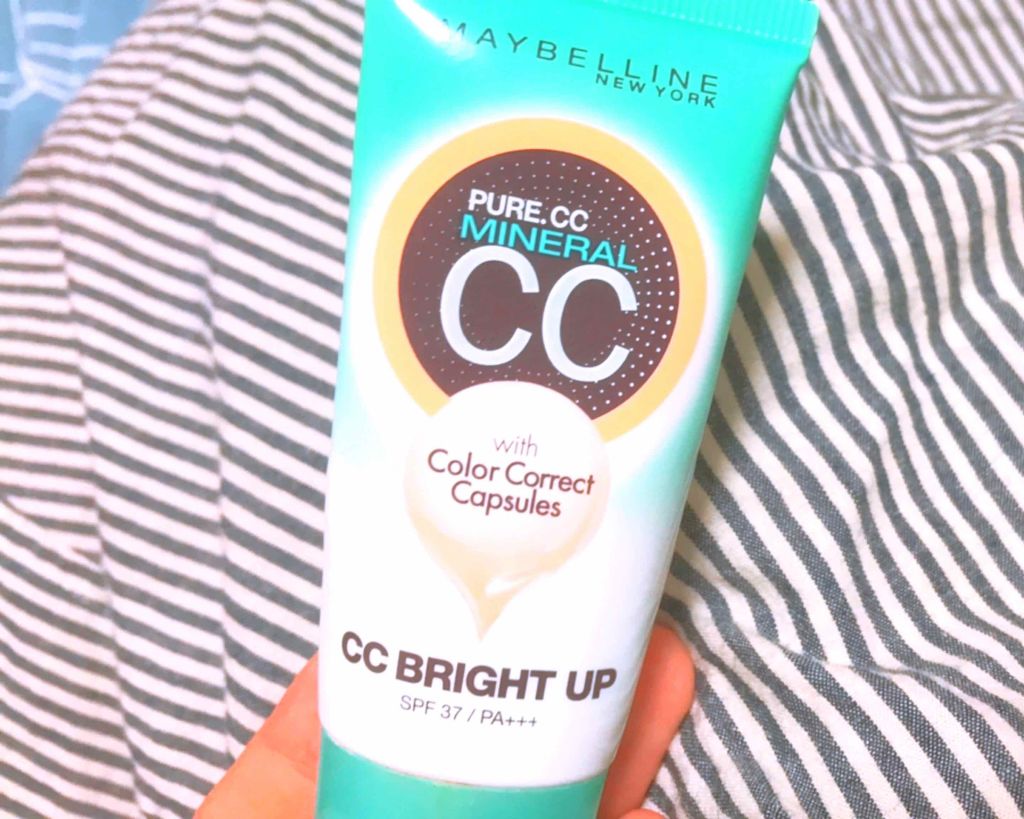 MAYBELLINE
NEW YORK
PURE.CC
MINERAL
CC
with
Color Correct
Capsules
CC BRIGHT UP
SPF 37 / PA+++